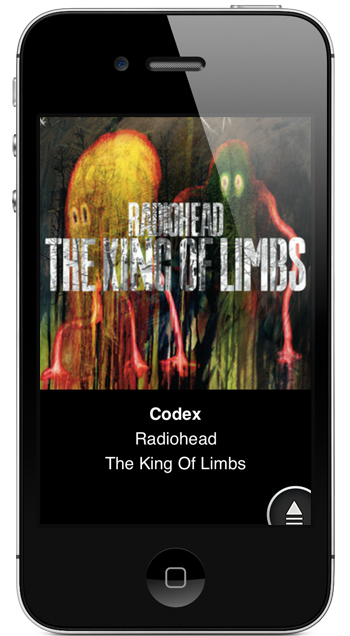 RADIOHEAD
THE KING OF LIMBS
Codex
Radiohead
The King Of Limbs